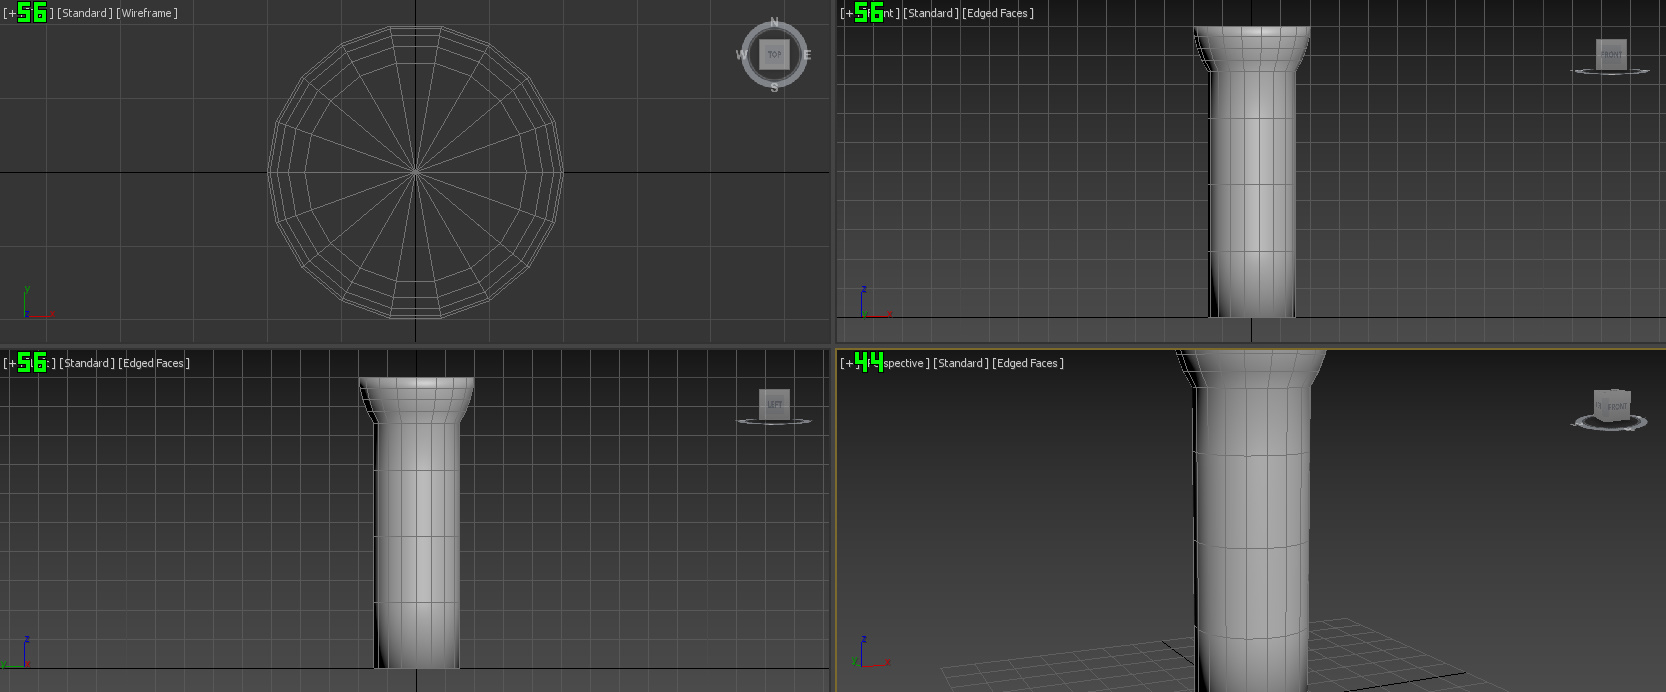 [+ 56 ] [Standard ] [Wireframe ]
N
W TOP E
S
y
[+ 56 nt ] [Standard ] [Edged Faces ]
FRONT
z
x
[+ 56 ] [Standard ] [Edged Faces ]
LEFT
z
y x
[+ ] 44 spective ] [Standard ] [Edged Faces ]
FRONT
z
y x